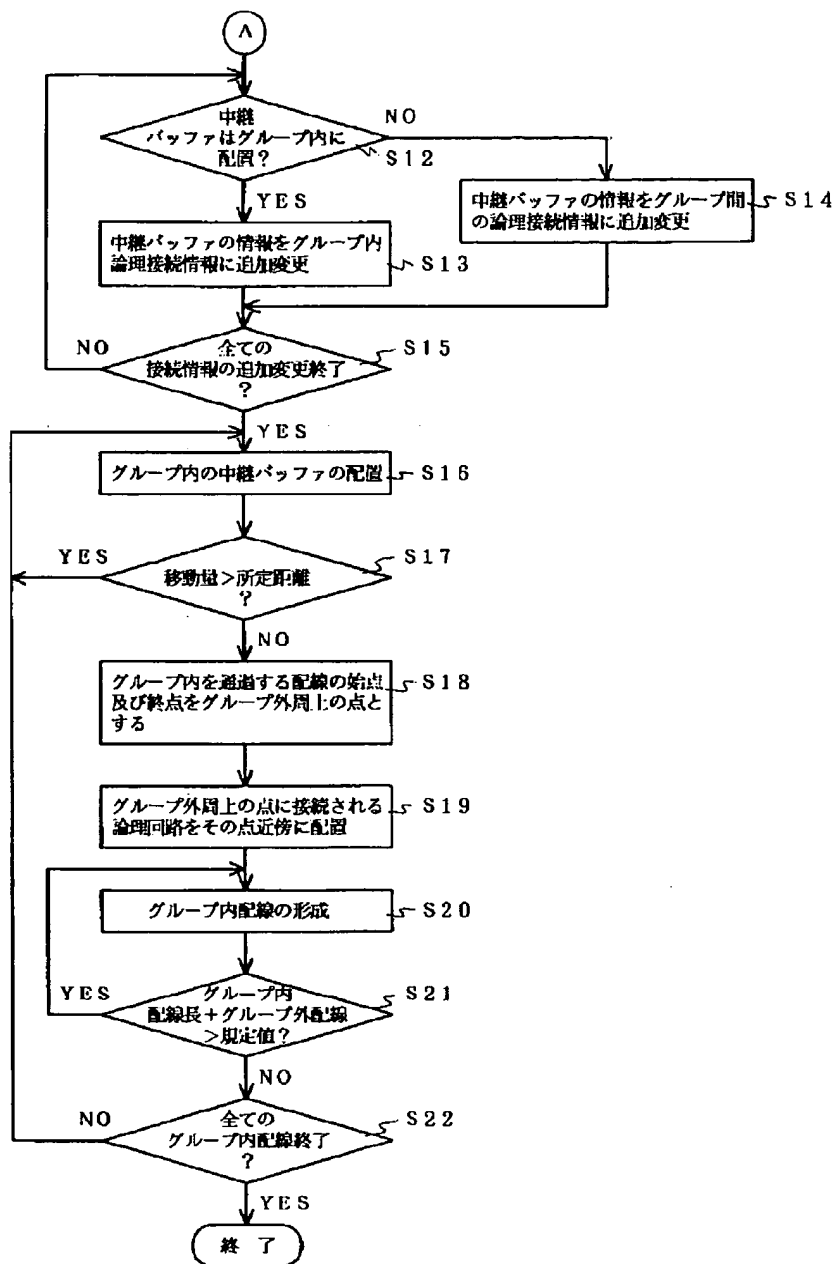 A
中継
バッファはグループ内に
配置?
NO
S12
YES
中継バッファの情報をグループ間
の論理接続情報に追加変更
S14
中継バッファの情報をグループ内
論理接続情報に追加変更
S13
NO
全ての
接続情報の追加変更終了
?
S15
YES
グループ内の中継バッファの配置
S16
YES
移動量>所定距離
?
S17
NO
グループ内を通過する配線の始点
及び終点をグループ外周上の点と
する
S18
グループ外周上の点に接続される
論理回路をその点近傍に配置
S19
グループ内配線の形成
S20
YES
グループ内
配線長+グループ外配線
>規定値?
S21
NO
NO
全ての
グループ内配線終了
?
S22
YES
終 了